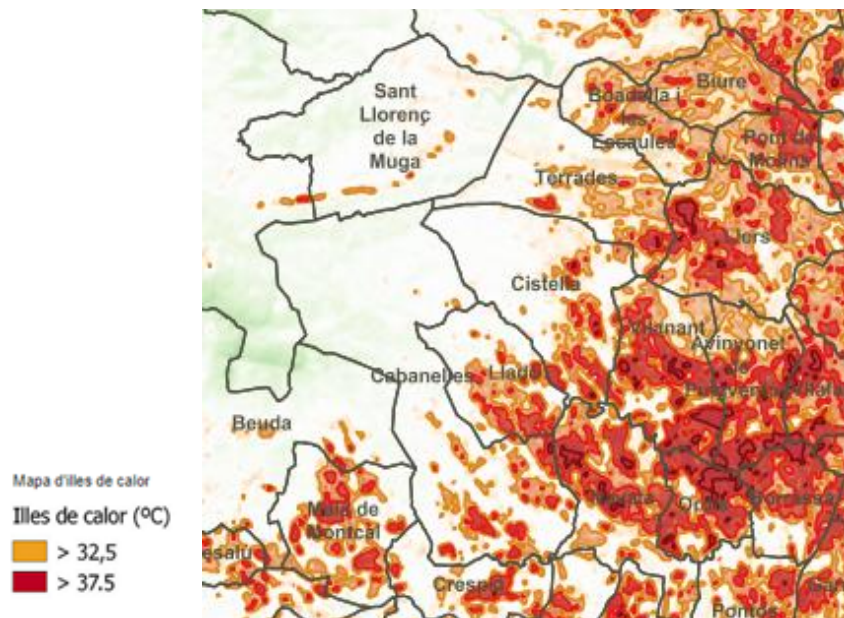 Sant
Llorenç
de la
Muga
Biure
Boadella i
les
Escaules
Pont de
Molins
Terrades
Llers
Cistella
Vilanant
Avinyonet
de
Cabanelles
Lladó
Beuda
Maià de
Montcal
Navata
Ordis
Borrassà
esalú
Crespià
Pontós
Mapa d'illes de calor
Illes de calor (ºC)
> 32,5
> 37.5